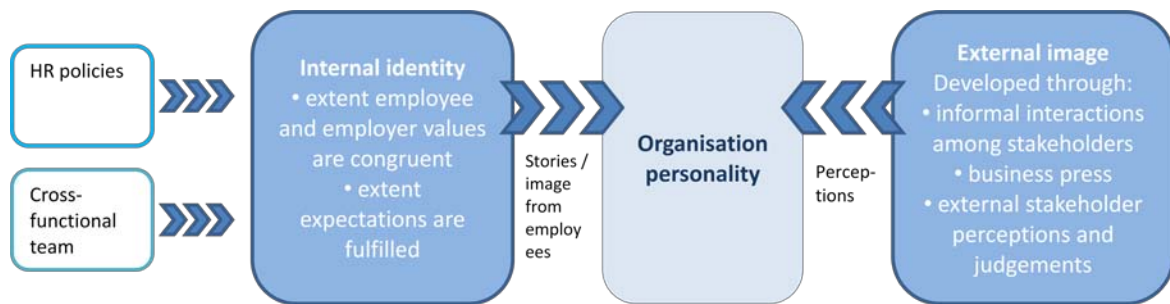 HR policies
Cross-
functional
team
Internal identity
• extent employee
and employer values
are congruent
• extent
expectations are
fulfilled
Stories /
image
from
employ
ees
Organisation
personality
Percep-
tions
External image
Developed through:
• informal interactions
among stakeholders
• business press
• external stakeholder
perceptions and
judgements